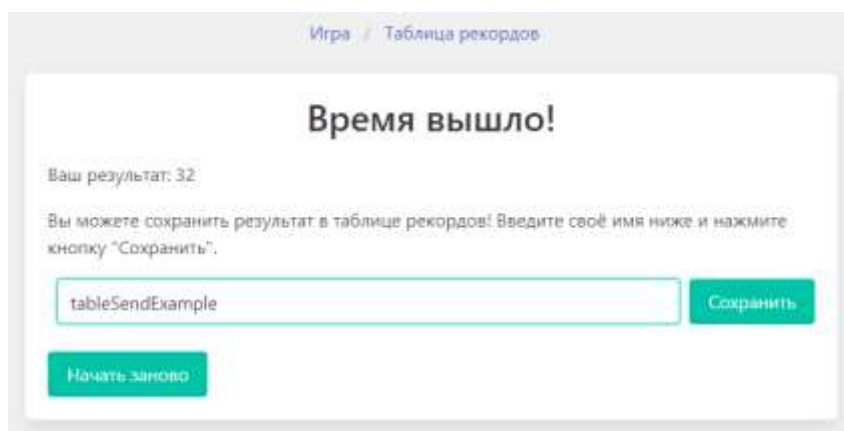 Игра / Таблица рекордов
Время вышло!
Ваш результат: 32
Вы можете сохранить результат в таблице рекордов! Введите своё имя ниже и нажмите
кнопку "Сохранить".
tableSendExample Сохранить
Начать заново